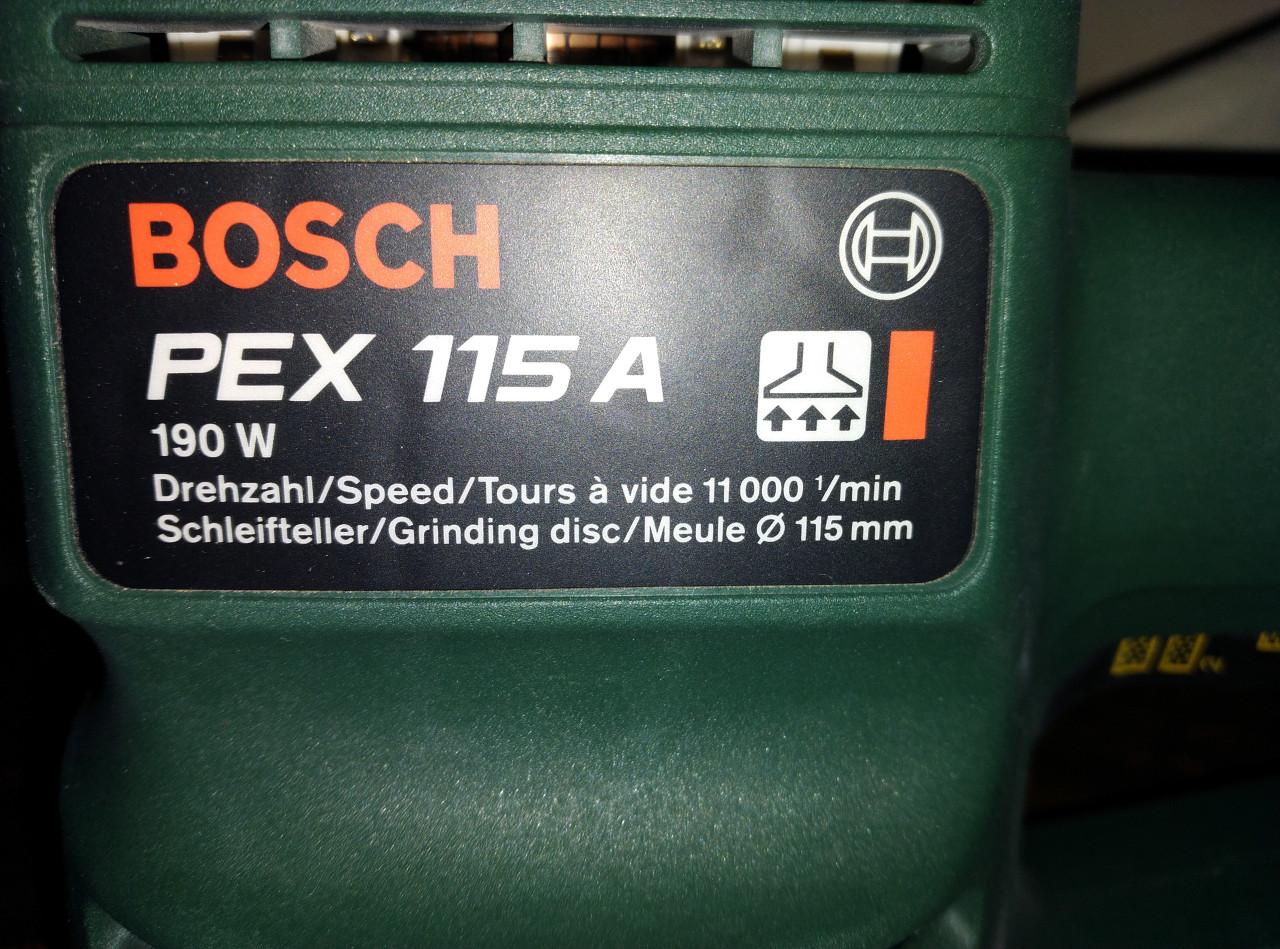 BOSCH
PEX 115 A
190 W
Drehzahl/Speed/Tours à vide 11 000 ¹/min
Schleifteller/Grinding disc/Meule Ø 115 mm